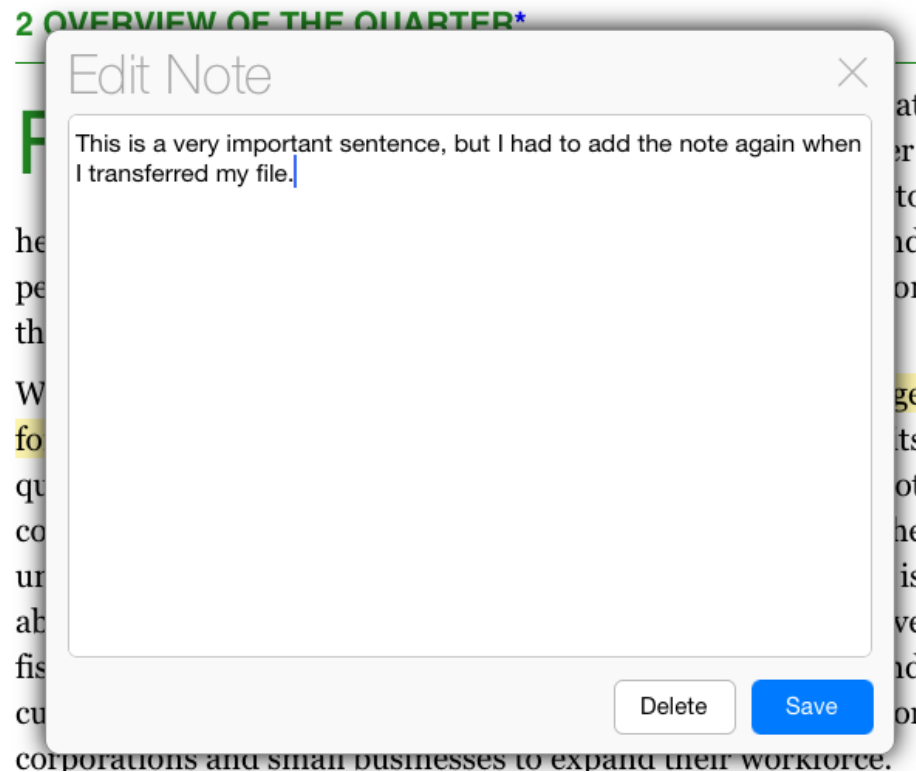 2 OVERVIEW OF THE QUARTER*
Edit Note
This is a very important sentence, but I had to add the note again when
I transferred my file.
Delete
Save
corporations and small businesses to expand their workforce.